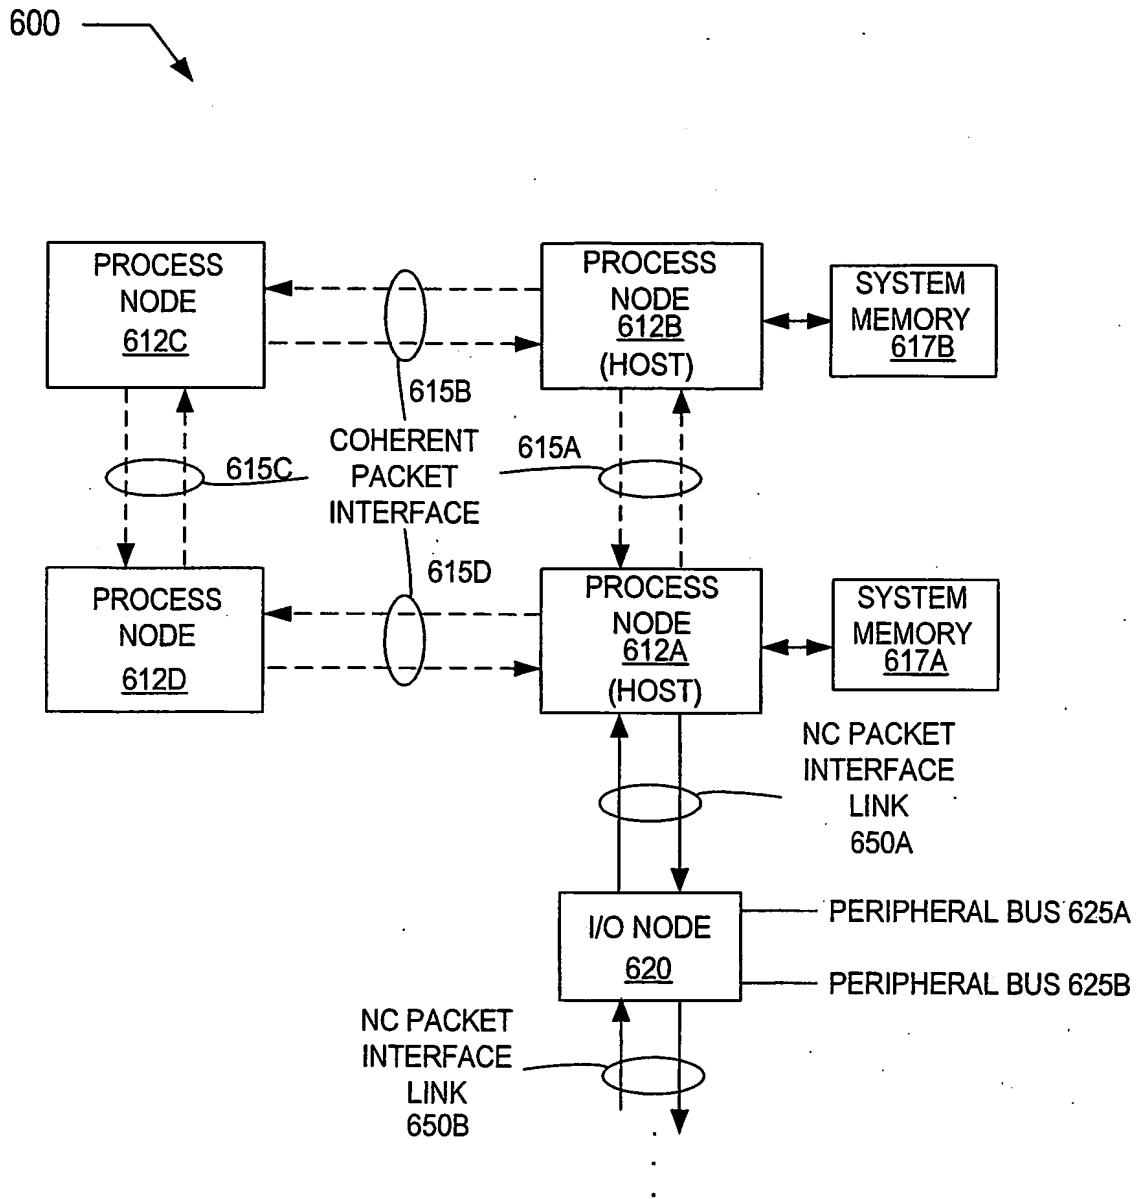 600
PROCESS
NODE
612C
PROCESS
NODE
612B
(HOST)
SYSTEM
MEMORY
617B
615B
COHERENT
PACKET
INTERFACE
615C
615A
615D
PROCESS
NODE
612D
PROCESS
NODE
612A
(HOST)
SYSTEM
MEMORY
617A
NC PACKET
INTERFACE
LINK
650A
I/O NODE
620
PERIPHERAL BUS 625A
PERIPHERAL BUS 625B
NC PACKET
INTERFACE
LINK
650B